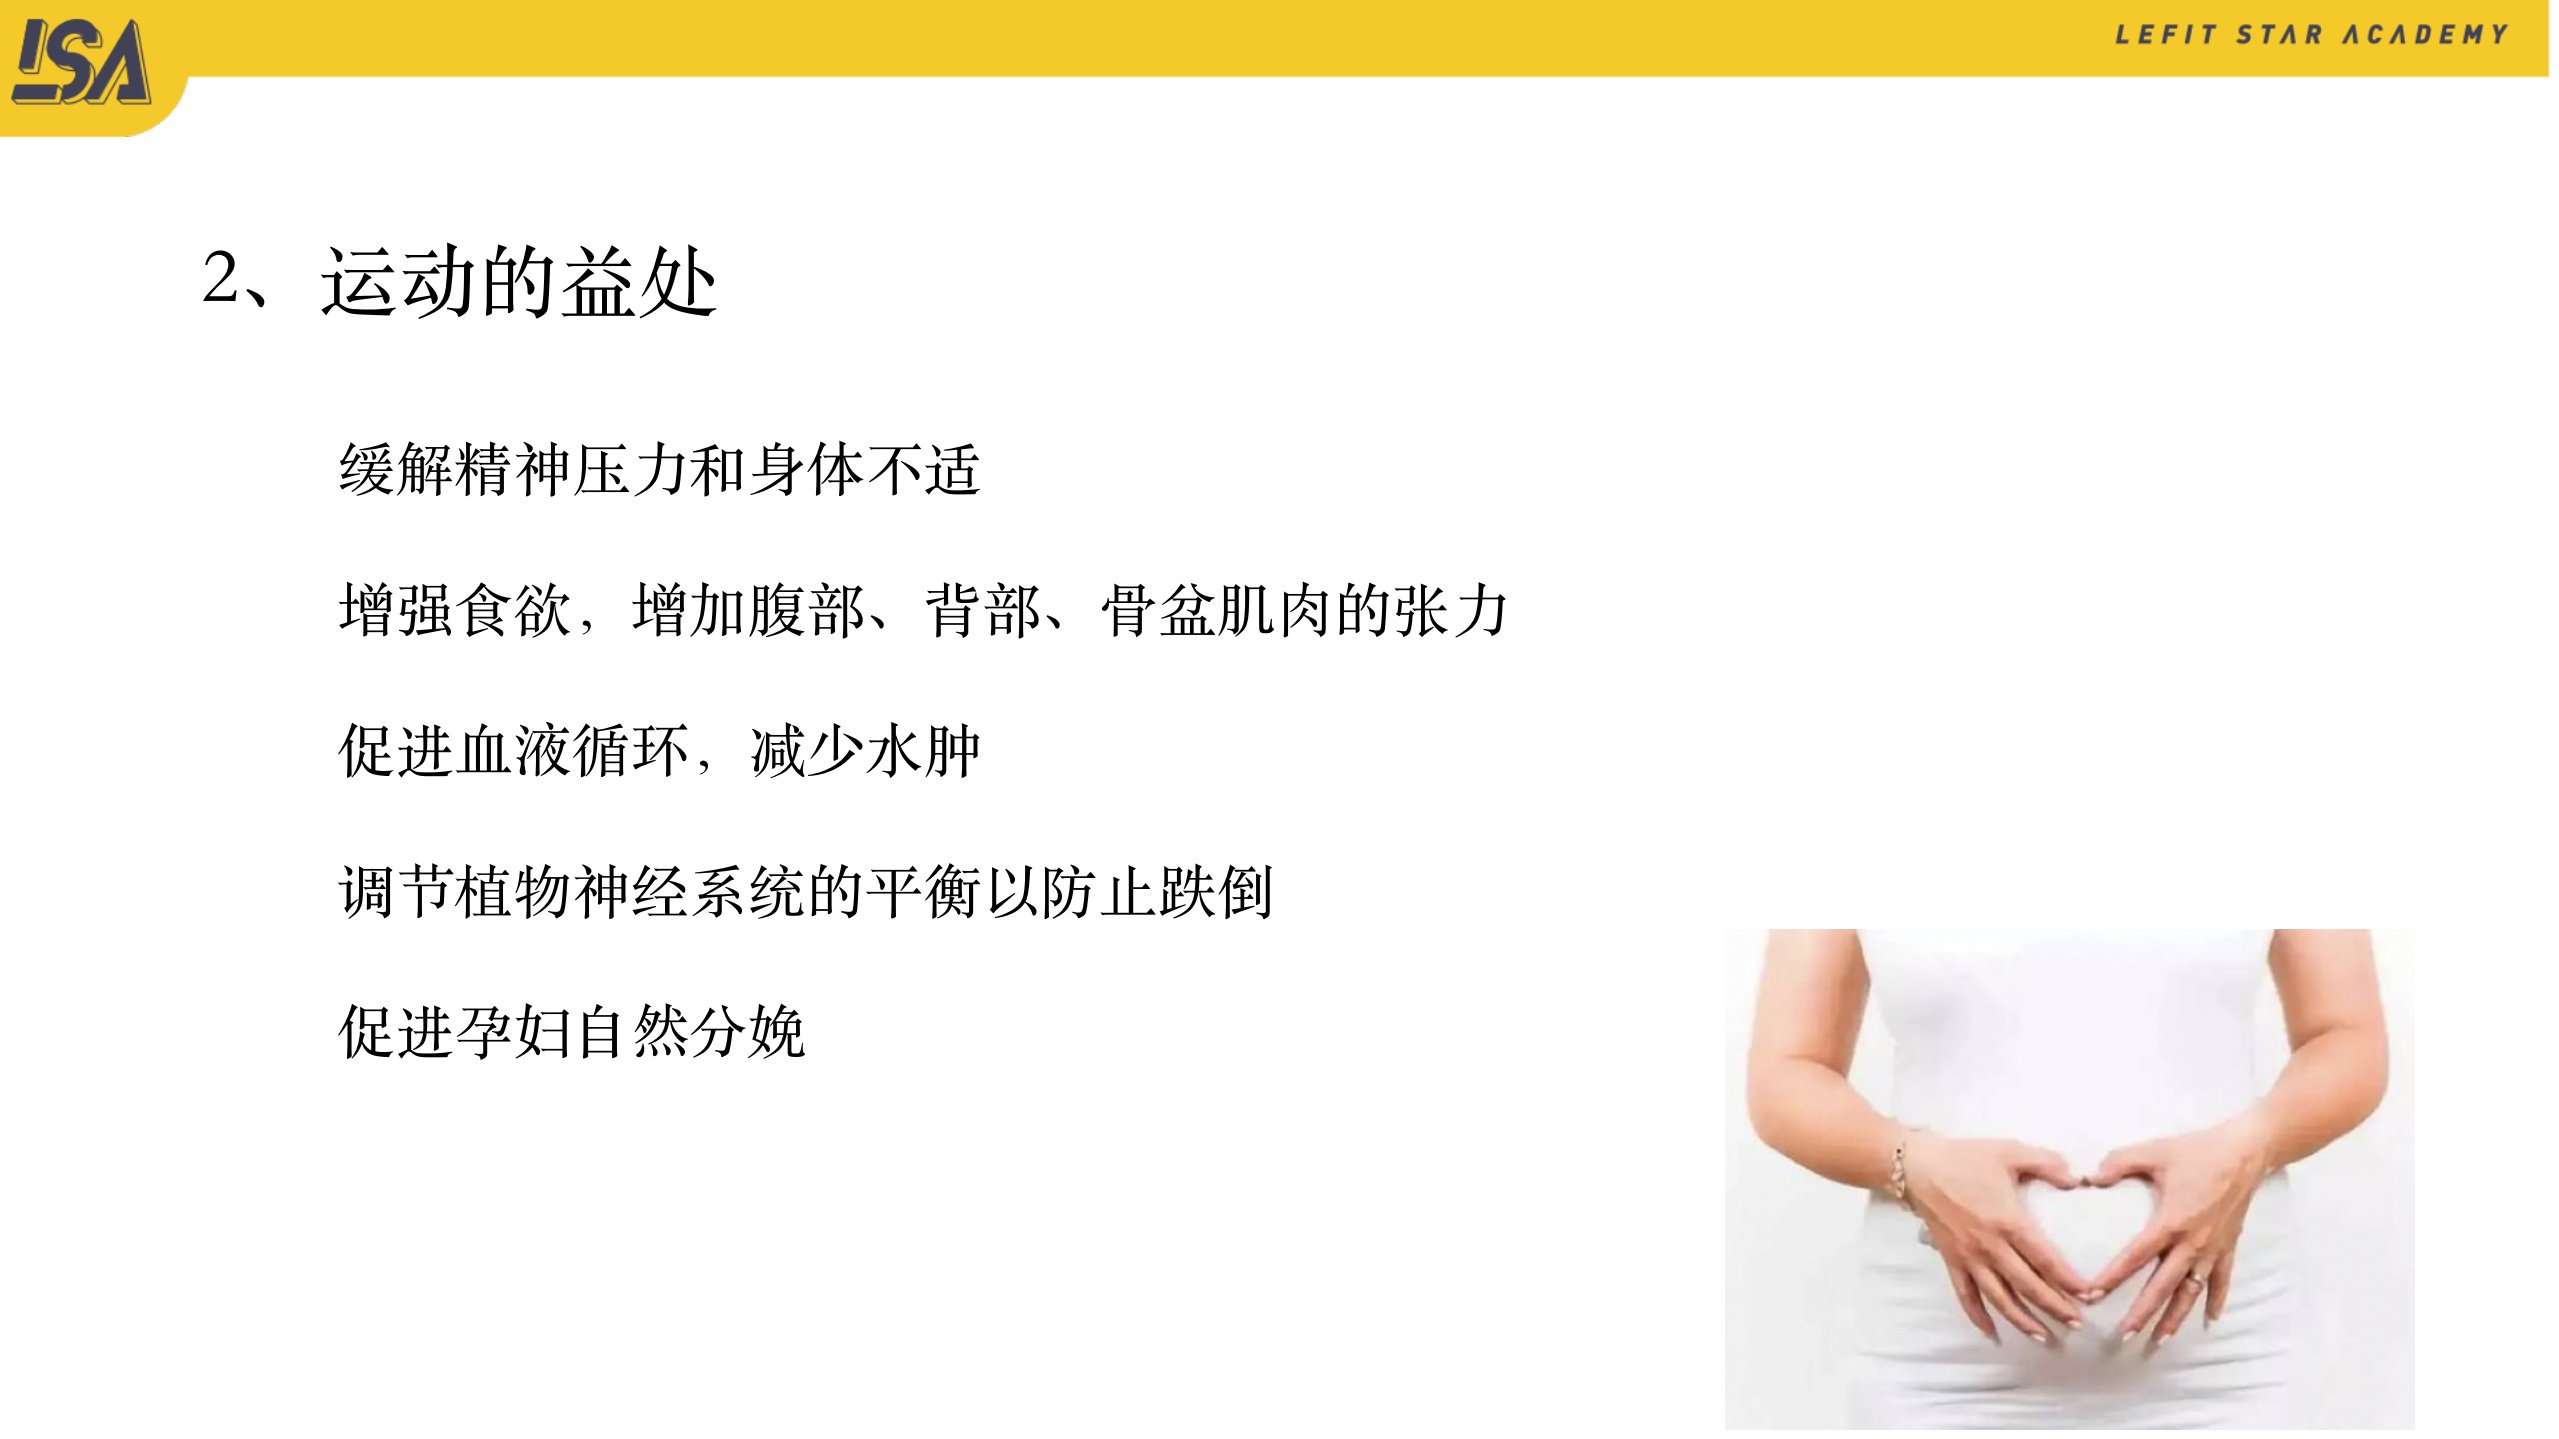 LSA
LEFIT STAR ACADEMY
2、运动的益处
缓解精神压力和身体不适
增强食欲，增加腹部、背部、骨盆肌肉的张力
促进血液循环，减少水肿
调节植物神经系统的平衡以防止跌倒
促进孕妇自然分娩